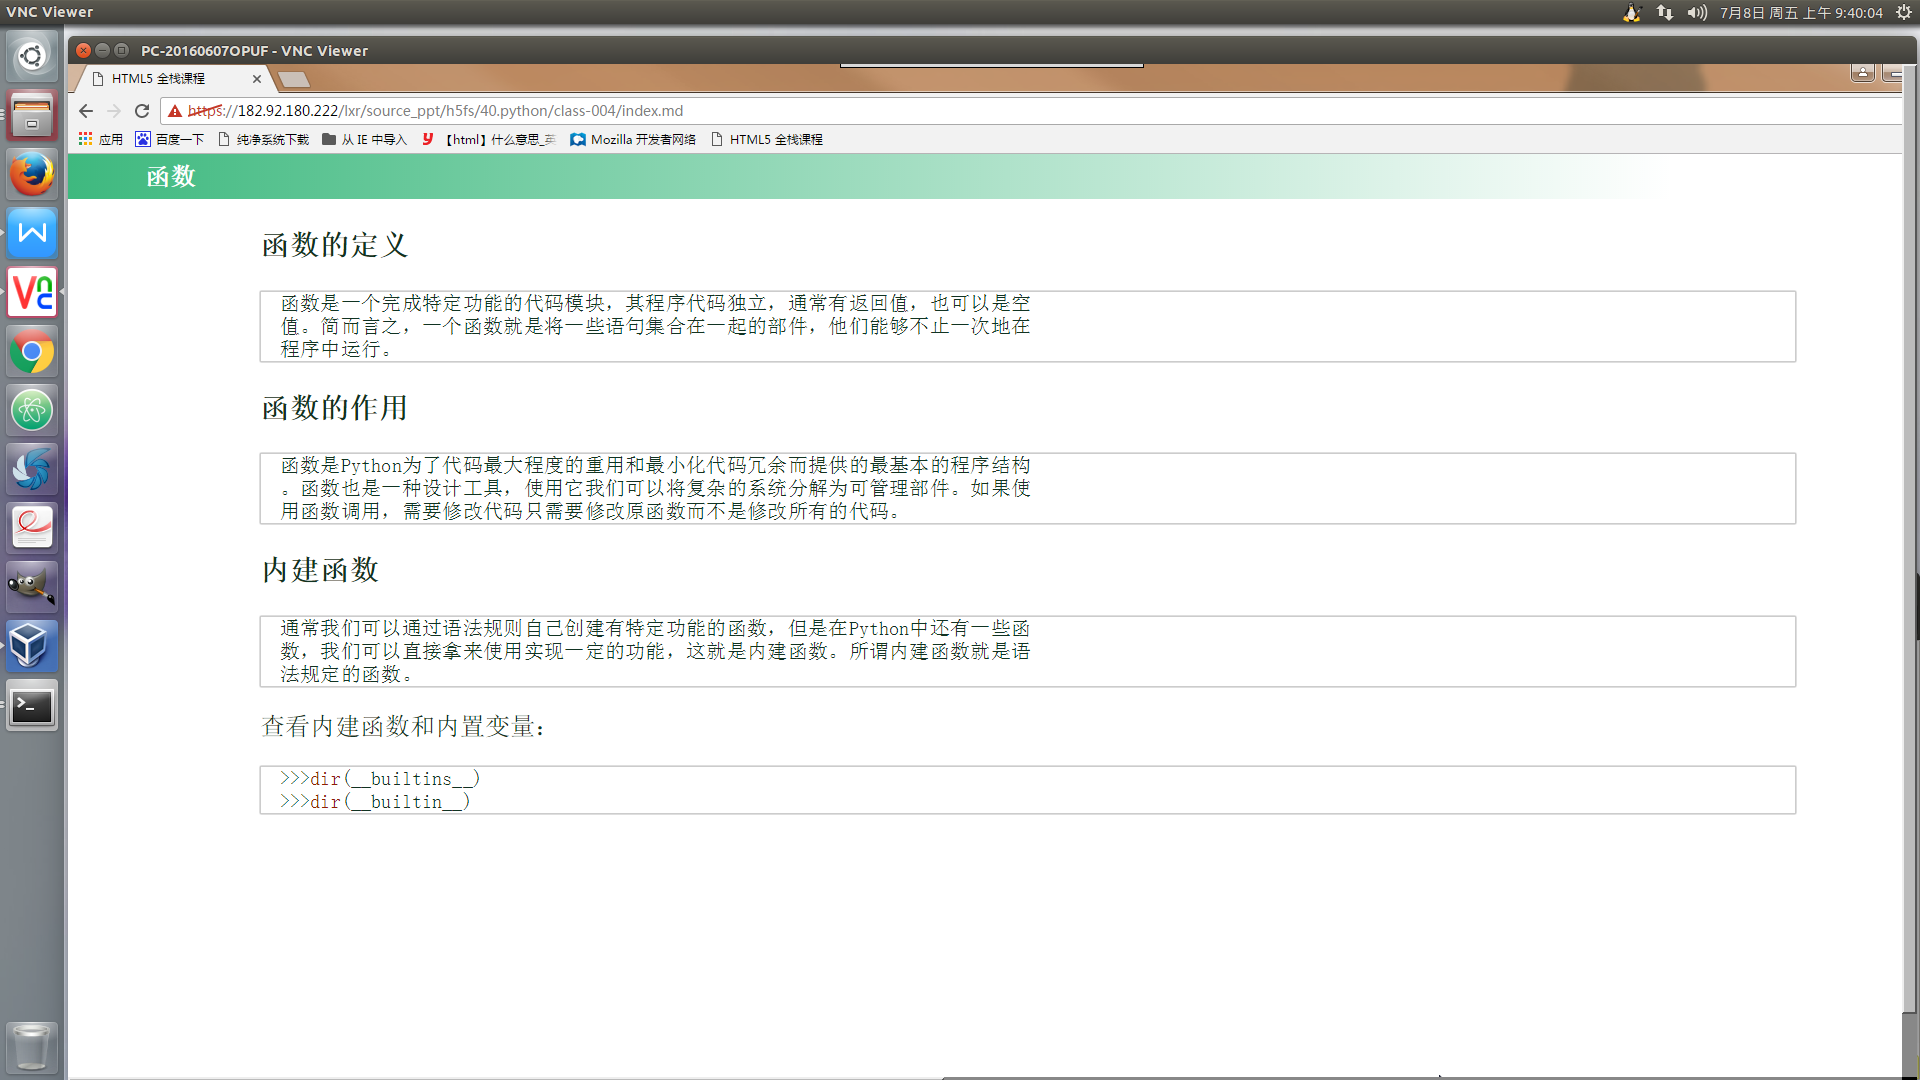 VNC Viewer
7月8日 周五 上午 9:40:04
PC-20160607OPUF - VNC Viewer
HTML5 全栈课程
https://182.92.180.222/lxr/source_ppt/h5fs/40.python/class-004/index.md
应用 百度一下 纯净系统下载 从 IE 中导入 【html】什么意思_英 Mozilla 开发者网络 HTML5 全栈课程
函数
函数的定义
函数是一个完成特定功能的代码模块，其程序代码独立，通常有返回值，也可以是空
值。简而言之，一个函数就是将一些语句集合在一起的部件，他们能够不止一次地在
程序中运行。
函数的作用
函数是Python为了代码最大程度的重用和最小化代码冗余而提供的最基本的程序结构
。函数也是一种设计工具，使用它我们可以将复杂的系统分解为可管理部件。如果使
用函数调用，需要修改代码只需要修改原函数而不是修改所有的代码。
内建函数
通常我们可以通过语法规则自己创建有特定功能的函数，但是在Python中还有一些函
数，我们可以直接拿来使用实现一定的功能，这就是内建函数。所谓内建函数就是语
法规定的函数。
查看内建函数和内置变量：
>>>dir(__builtins__)
>>>dir(__builtin__)